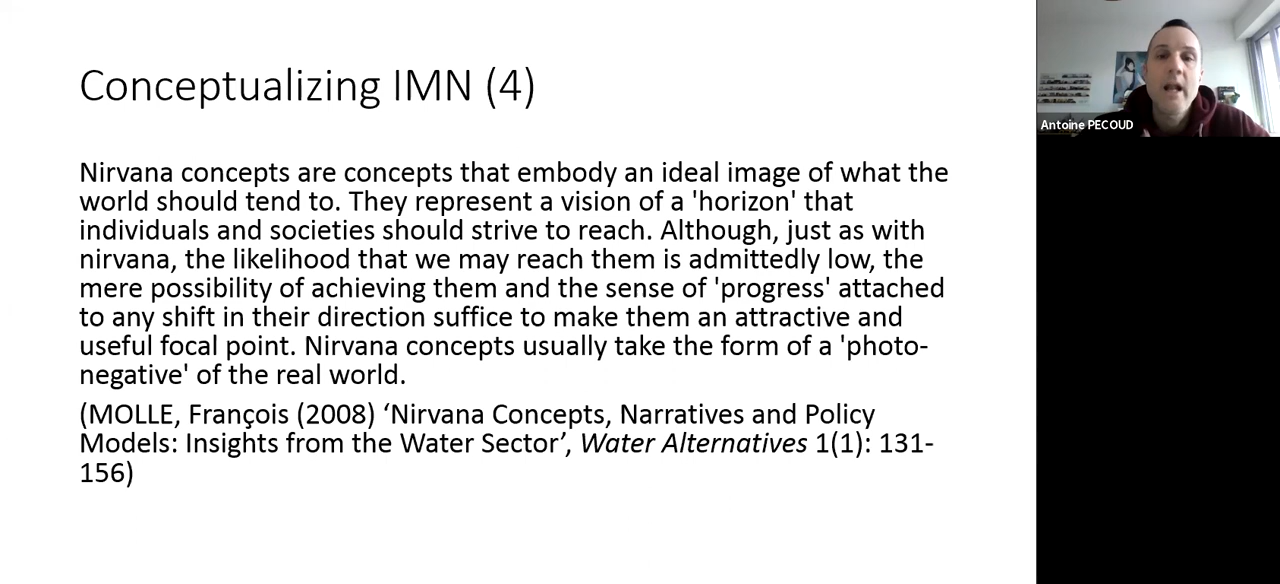 Conceptualizing IMN (4)
Antoine PECOUD
Nirvana concepts are concepts that embody an ideal image of what the
world should tend to. They represent a vision of a 'horizon' that
individuals and societies should strive to reach. Although, just as with
nirvana, the likelihood that we may reach them is admittedly low, the
mere possibility of achieving them and the sense of 'progress' attached
to any shift in their direction suffice to make them an attractive and
useful focal point. Nirvana concepts usually take the form of a 'photo-
negative' of the real world.
(MOLLE, François (2008) ‘Nirvana Concepts, Narratives and Policy
Models: Insights from the Water Sector’, Water Alternatives 1(1): 131-
156)